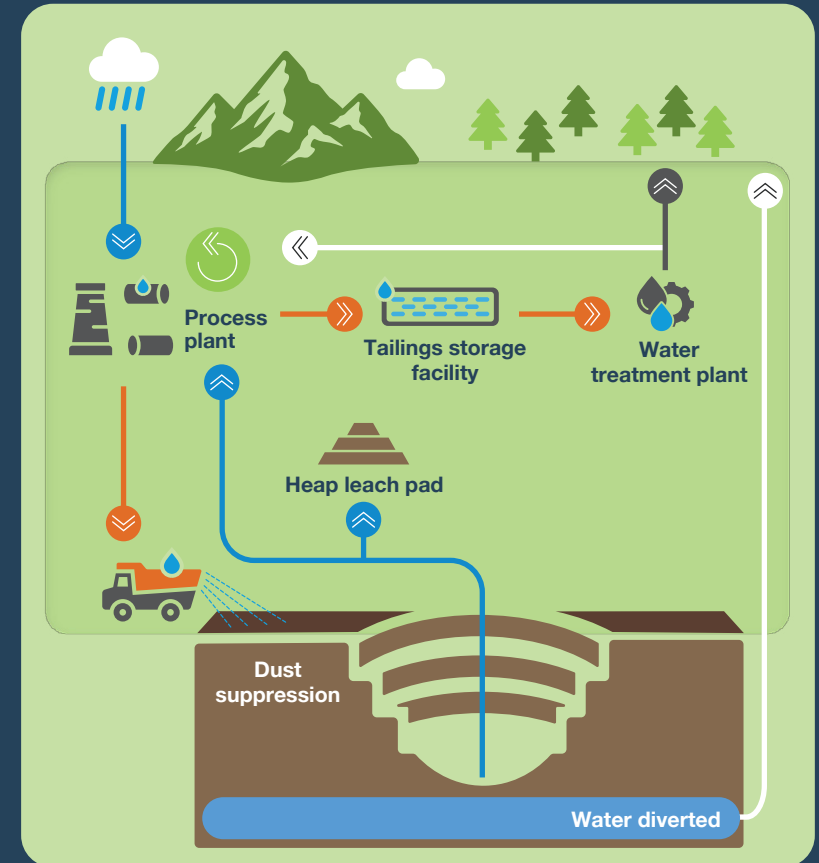 Process
plant
Tailings storage
facility
Water
treatment plant
Heap leach pad
Dust
suppression
Water diverted